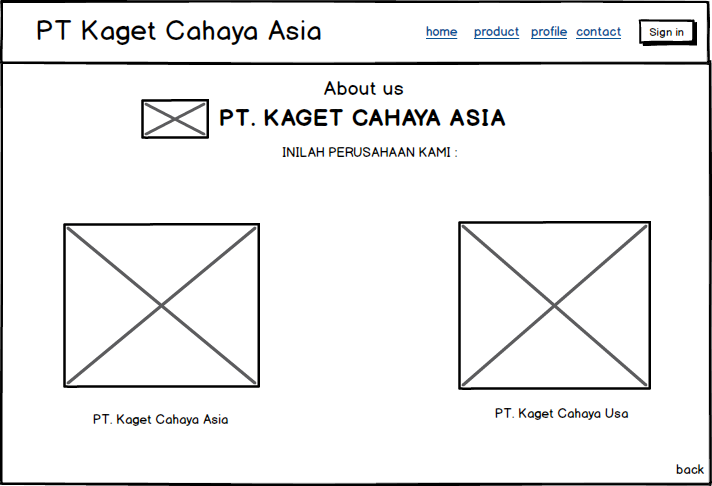 PT Kaget Cahaya Asia
home product profile contact Sign in
About us
PT. KAGET CAHAYA ASIA
INILAH PERUSAHAAN KAMI :
PT. Kaget Cahaya Asia
PT. Kaget Cahaya Usa
back